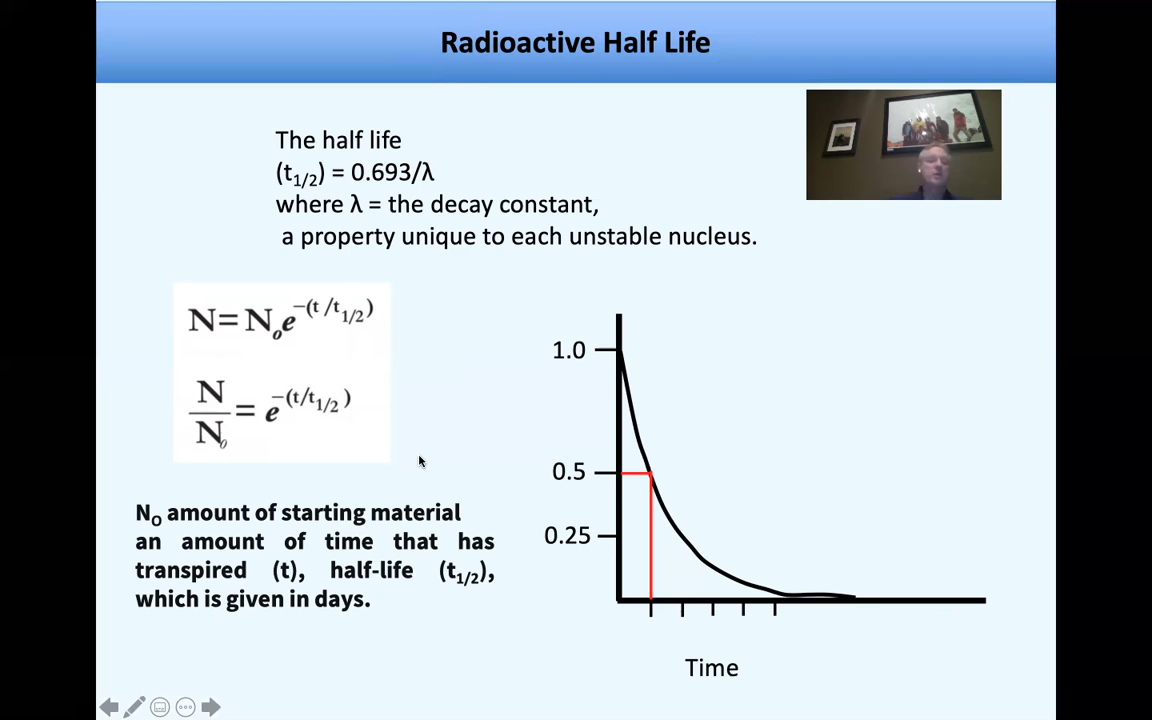 Radioactive Half Life
The half life
(t1/2) = 0.693/λ
where λ = the decay constant,
a property unique to each unstable nucleus.
N=Noe−(t/t1/2)
N/No = e−(t/t1/2)
NO amount of starting material
an amount of time that has
transpired (t), half-life (t1/2),
which is given in days.
1.0
0.5
0.25
Time